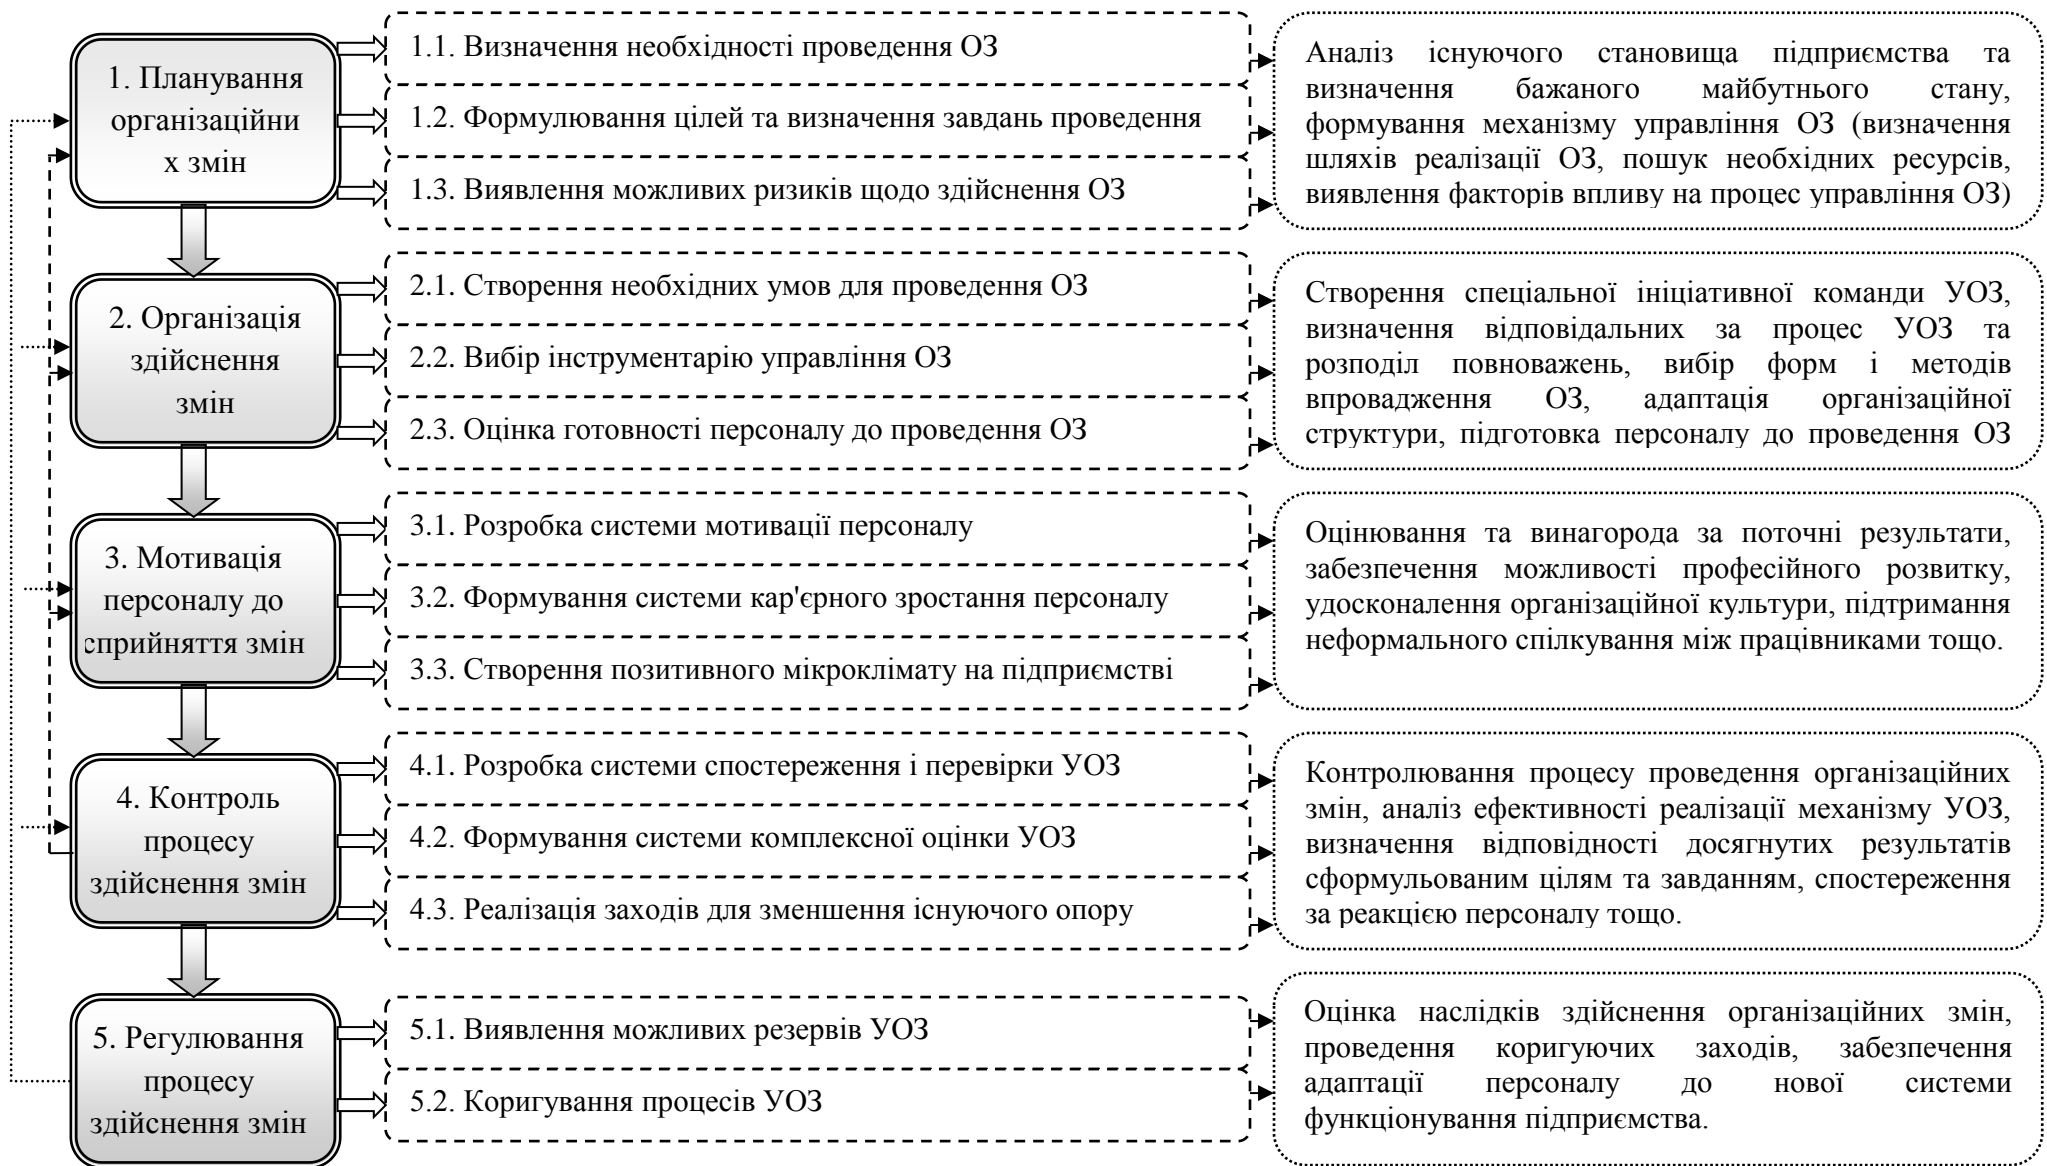 1. Планування
організаційни
х змін
1.1. Визначення необхідності проведення ОЗ
1.2. Формулювання цілей та визначення завдань проведення
1.3. Виявлення можливих ризиків щодо здійснення ОЗ
Аналіз існуючого становища підприємства та
визначення бажаного майбутнього стану,
формування механізму управління ОЗ (визначення
шляхів реалізації ОЗ, пошук необхідних ресурсів,
виявлення факторів впливу на процес управління ОЗ)
2. Організація
здійснення
змін
2.1. Створення необхідних умов для проведення ОЗ
2.2. Вибір інструментарію управління ОЗ
2.3. Оцінка готовності персоналу до проведення ОЗ
Створення спеціальної ініціативної команди УОЗ,
визначення відповідальних за процес УОЗ та
розподіл повноважень, вибір форм і методів
впровадження ОЗ, адаптація організаційної
структури, підготовка персоналу до проведення ОЗ
3. Мотивація
персоналу до
сприйняття змін
3.1. Розробка системи мотивації персоналу
3.2. Формування системи кар'єрного зростання персоналу
3.3. Створення позитивного мікроклімату на підприємстві
Оцінювання та винагорода за поточні результати,
забезпечення можливості професійного розвитку,
удосконалення організаційної культури, підтримання
неформального спілкування між працівниками тощо.
4. Контроль
процесу
здійснення змін
4.1. Розробка системи спостереження і перевірки УОЗ
4.2. Формування системи комплексної оцінки УОЗ
4.3. Реалізація заходів для зменшення існуючого опору
Контролювання процесу проведення організаційних
змін, аналіз ефективності реалізації механізму УОЗ,
визначення відповідності досягнутих результатів
сформульованим цілям та завданням, спостереження
за реакцією персоналу тощо.
5. Регулювання
процесу
здійснення змін
5.1. Виявлення можливих резервів УОЗ
5.2. Коригування процесів УОЗ
Оцінка наслідків здійснення організаційних змін,
проведення коригуючих заходів, забезпечення
адаптації персоналу до нової системи
функціонування підприємства.